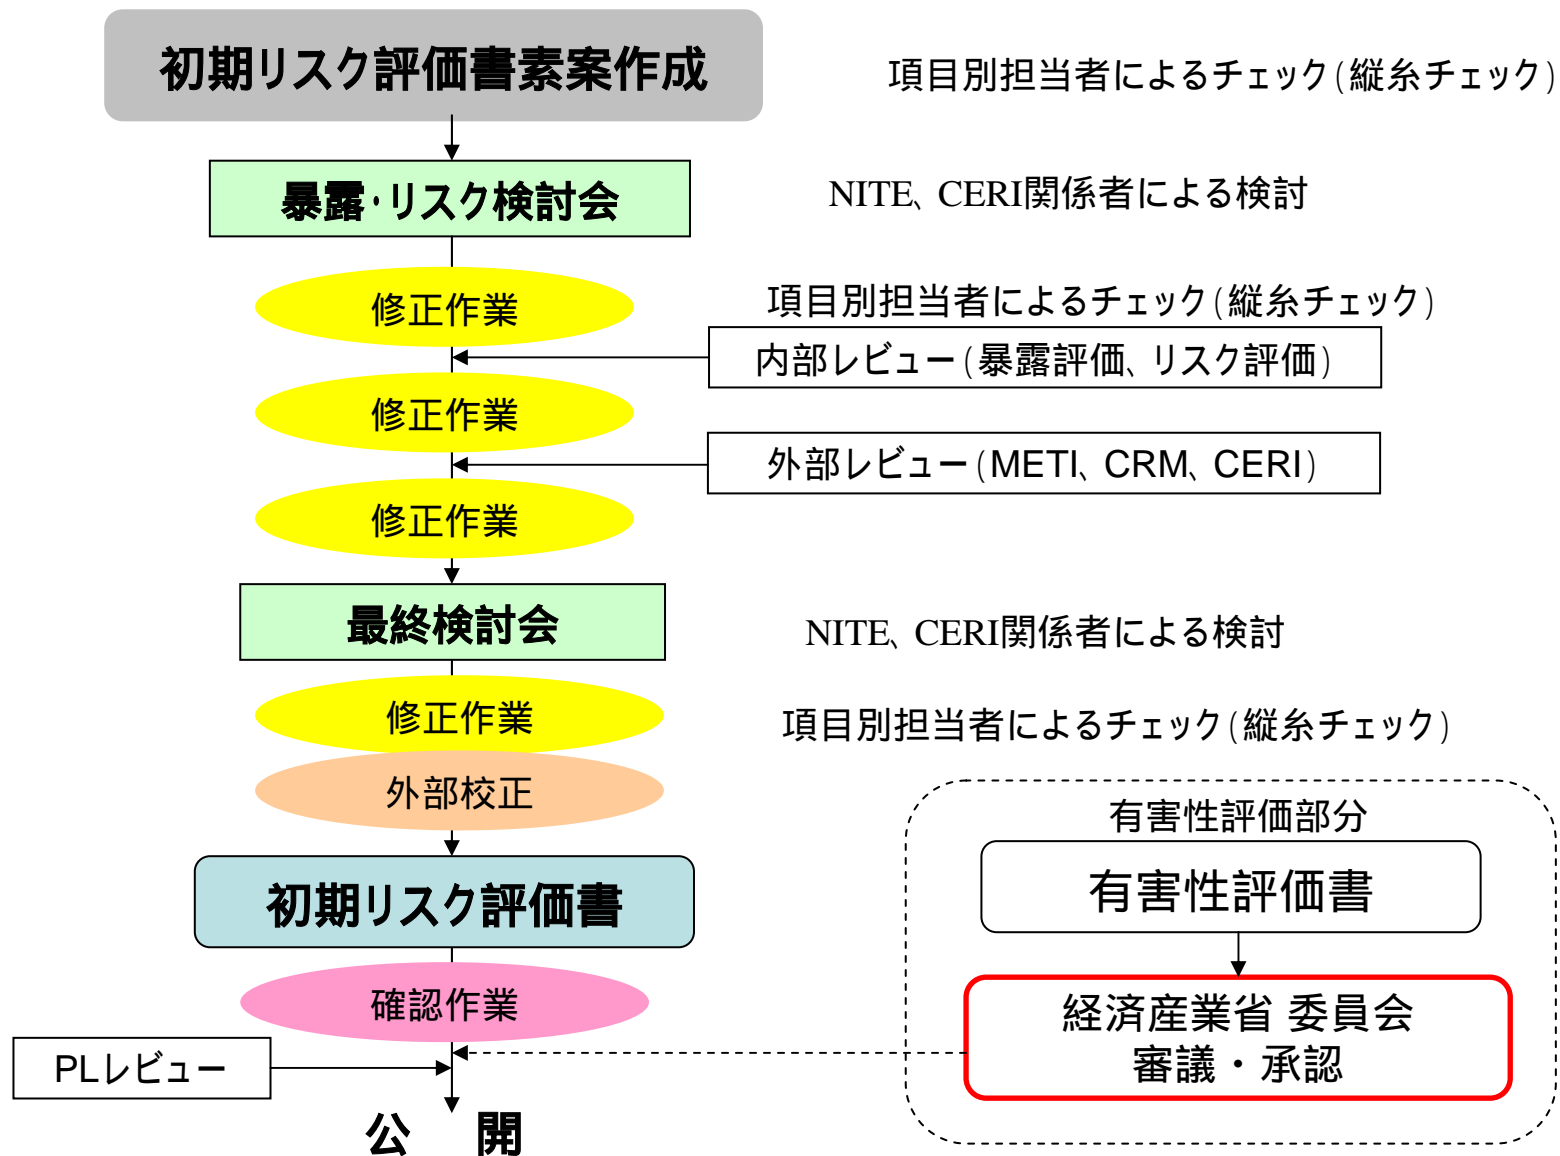 初期リスク評価書素案作成
項目別担当者によるチェック(縦糸チェック)
暴露・リスク検討会
NITE、CERI関係者による検討
修正作業
項目別担当者によるチェック(縦糸チェック)
内部レビュー(暴露評価、リスク評価)
修正作業
外部レビュー(METI、CRM、CERI)
修正作業
最終検討会
NITE、CERI関係者による検討
修正作業
項目別担当者によるチェック(縦糸チェック)
外部校正
有害性評価部分
有害性評価書
初期リスク評価書
確認作業
経済産業省 委員会
審議・承認
PLレビュー
公　開